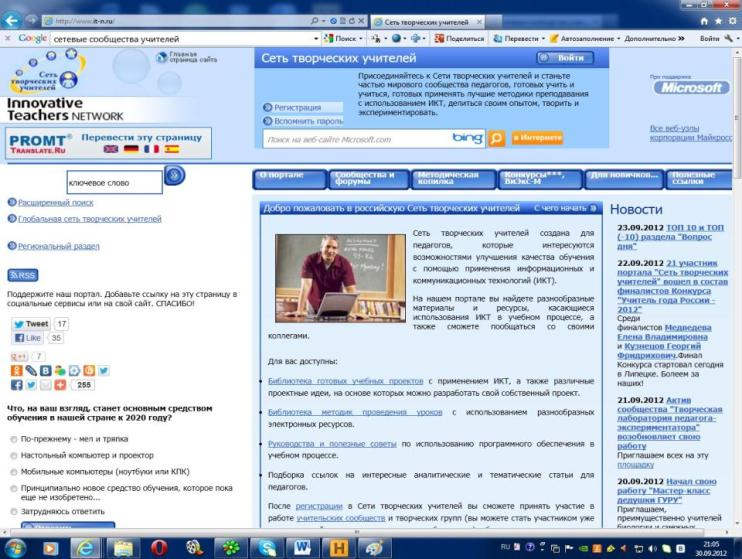 http://www.it-n.ru/
Сеть творческих учителей
Google
сетевые сообщества учителей
Поиск
Поделиться
Перевести
Автозаполнение
Дополнительно »
Войти
Сеть
творческих
учителей
Главная
страница сайта
Innovative
Teachers NETWORK
PROMT
TRANSLATE.RU
Перевести эту страницу
Сеть творческих учителей
Войти
Присоединяйтесь к Сети творческих учителей и станьте
частью мирового сообщества педагогов, готовых учить и
учиться, готовых применять лучшие методики преподавания
с использованием ИКТ, делиться своим опытом, творить и
экспериментировать.
Регистрация
Вспомнить пароль
Поиск на веб-сайте Microsoft.com
bing
в Интернете
При поддержке
Microsoft
Все веб-узлы
корпорации Майкрос
ключевое слово
Расширенный поиск
Глобальная сеть творческих учителей
Региональный раздел
RSS
Поддержите наш портал. Добавьте ссылку на эту страницу в
социальные сервисы или на свой сайт. СПАСИБО!
Tweet 17
Like 35
+1 7
255
Что, на ваш взгляд, станет основным средством
обучения в нашей стране к 2020 году?
По-прежнему - мел и тряпка
Настольный компьютер и проектор
Мобильные компьютеры (ноутбуки или КПК)
Принципиально новое средство обучения, которое пока
еще не изобретено...
Затрудняюсь ответить
О портале
Сообщества и
форумы
Методическая
копилка
Конкурсы***,
ВиЭкс-М
Для новичков...
Полезные
ссылки
Добро пожаловать в российскую Сеть творческих учителей
С чего начать
Сеть творческих учителей создана для
педагогов, которые интересуются
возможностями улучшения качества обучения
с помощью применения информационных и
коммуникационных технологий (ИКТ).
На нашем портале вы найдете разнообразные
материалы и ресурсы, касающиеся
использования ИКТ в учебном процессе, а
также сможете пообщаться со своими
коллегами.
Для вас доступны:
Библиотека готовых учебных проектов с применением ИКТ, а также различные
проектные идеи, на основе которых можно разработать свой собственный проект.
Библиотека методик проведения уроков с использованием разнообразных
электронных ресурсов.
Руководства и полезные советы по использованию программного обеспечения в
учебном процессе.
Подборка ссылок на интересные аналитические и тематические статьи для
педагогов.
После регистрации в Сети творческих учителей вы сможете принять участие в
работе учительских сообществ и творческих групп (вы можете стать участником уже
Новости
23.09.2012 ТОП 10 и ТОП
(-10) раздела "Вопрос
дня"
22.09.2012 21 участник
портала "Сеть творческих
учителей" вошел в состав
финалистов Конкурса
"Учитель года России -
2012"
Среди
финалистов Медведева
Елена Владимировна
и Кузнецов Георгий
Фридрихович.Финал
Конкурса стартовал сегодня
в Липецке. Болеем за
наших!
21.09.2012 Актив
сообщества "Творческая
лаборатория педагога-
экспериментатора"
возобновляет свою
работу
Приглашаем всех на эту
площадку
20.09.2012 Начал свою
работу "Мастер-класс
дедушки ГУРУ"
Приглашаем,
преимущественно учителей
RU
21:05
30.09.2012